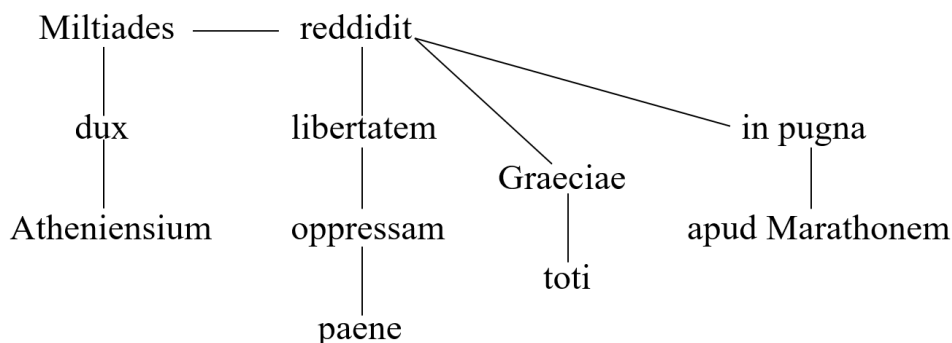 Miltiades reddidit
dux libertatem in pugna
Graeciae
Atheniensium oppressam apud Marathonem
toti
paene